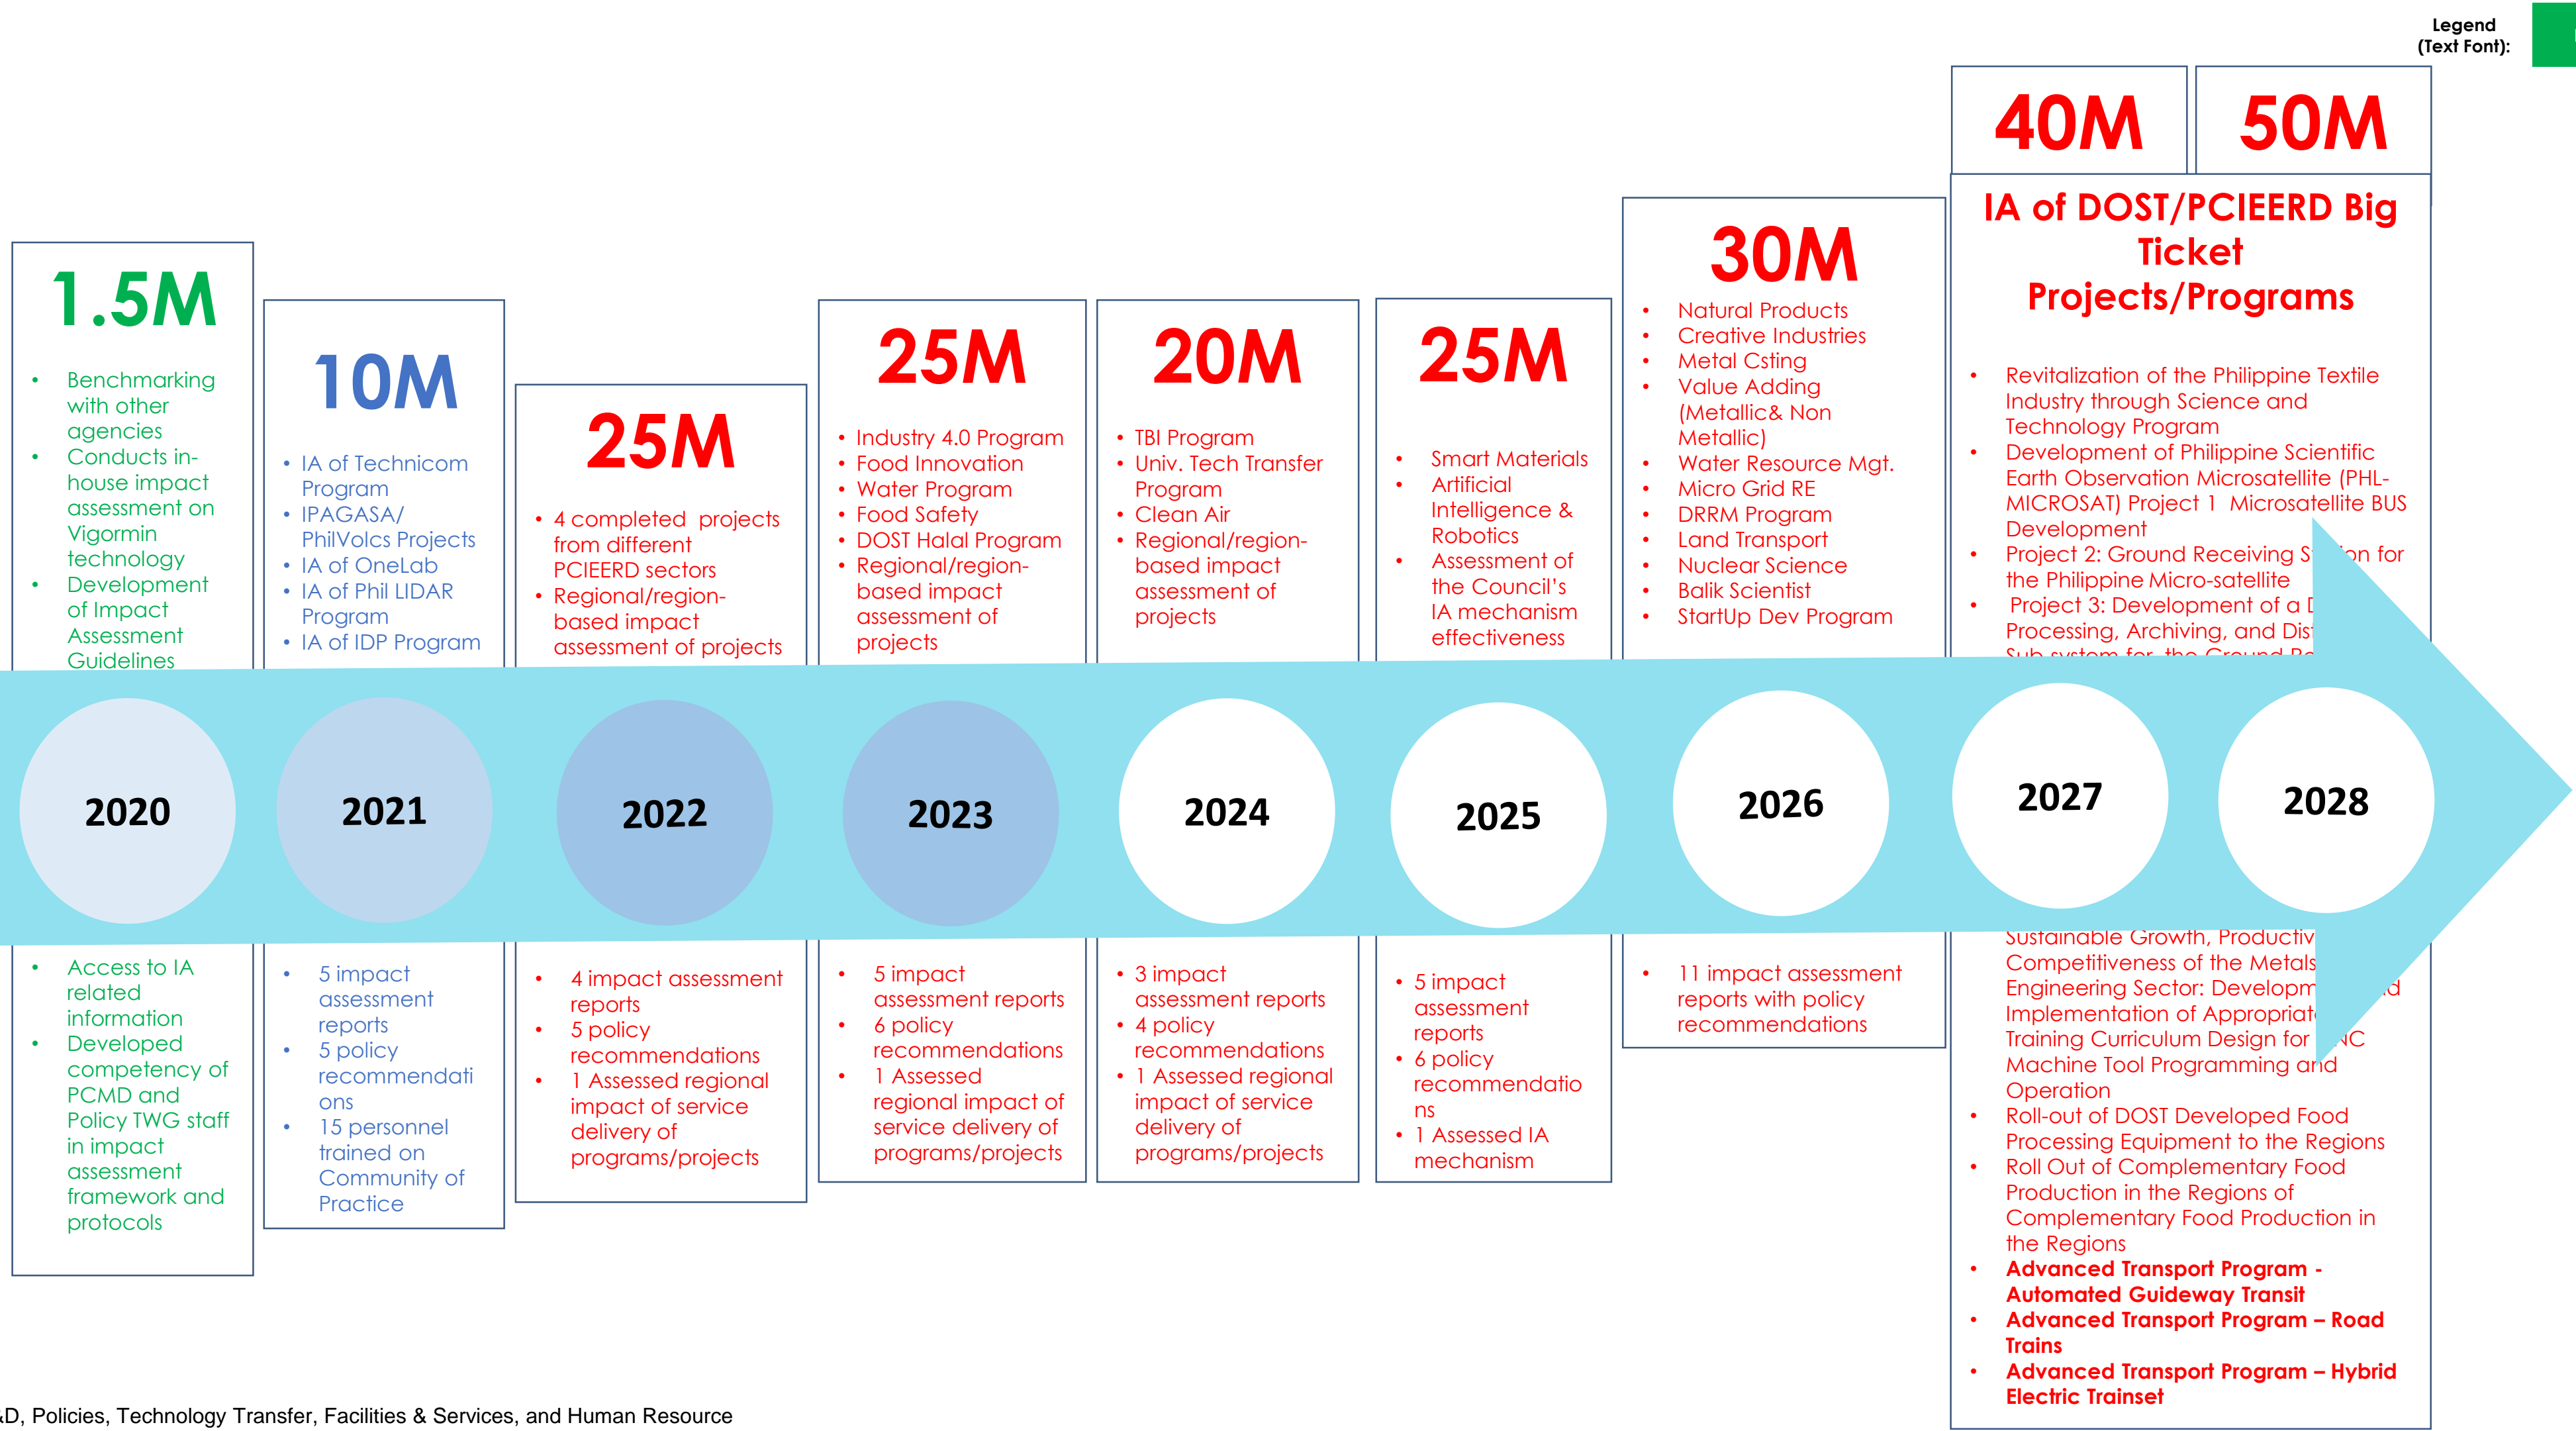 Legend
(Text Font):
1.5M
• Benchmarking
with other
agencies
• Conducts in-
house impact
assessment on
Vigormin
technology
• Development
of Impact
Assessment
Guidelines
10M
• IA of Technicom
Program
• IPAGASA/
PhilVolcs Projects
• IA of OneLab
• IA of Phil LIDAR
Program
• IA of IDP Program
25M
• 4 completed projects
from different
PCIEERD sectors
• Regional/region-
based impact
assessment of projects
25M
• Industry 4.0 Program
• Food Innovation
• Water Program
• Food Safety
• DOST Halal Program
• Regional/region-
based impact
assessment of
projects
20M
• TBI Program
• Univ. Tech Transfer
Program
• Clean Air
• Regional/region-
based impact
assessment of
projects
25M
• Smart Materials
• Artificial
Intelligence &
Robotics
• Assessment of
the Council's
IA mechanism
effectiveness
30M
• Natural Products
• Creative Industries
• Metal Csting
• Value Adding
(Metallic& Non
Metallic)
• Water Resource Mgt.
• Micro Grid RE
• DRRM Program
• Land Transport
• Nuclear Science
• Balik Scientist
• StartUp Dev Program
40M
50M
IA of DOST/PCIEERD Big
Ticket
Projects/Programs
• Revitalization of the Philippine Textile
Industry through Science and
Technology Program
• Development of Philippine Scientific
Earth Observation Microsatellite (PHL-
MICROSAT) Project 1 Microsatellite BUS
Development
• Project 2: Ground Receiving for
the Philippine Micro-satellite
• Project 3: Development of a
Processing, Archiving, and
Sub-system for the Ground
2020
2021
2022
2023
2024
2025
2026
2027
2028
• Access to IA
related
information
• Developed
competency of
PCMD and
Policy TWG staff
in impact
assessment
framework and
protocols
• 5 impact
assessment
reports
• 5 policy
recommendati
ons
• 15 personnel
trained on
Community of
Practice
• 4 impact assessment
reports
• 5 policy
recommendations
• 1 Assessed regional
impact of service
delivery of
programs/projects
• 5 impact
assessment reports
• 6 policy
recommendations
• 1 Assessed
regional impact of
service delivery of
programs/projects
• 3 impact
assessment reports
• 4 policy
recommendations
• 1 Assessed regional
impact of service
delivery of
programs/projects
• 5 impact
assessment
reports
• 6 policy
recommendatio
ns
• 1 Assessed IA
mechanism
• 11 impact assessment
reports with policy
recommendations
Sustainable Growth,
Competitiveness of the Metals
Engineering Sector:
Implementation of
Training Curriculum Design for
Machine Tool Programming and
Operation
• Roll-out of DOST Developed Food
Processing Equipment to the Regions
• Roll Out of Complementary Food
Production in the Regions of
Complementary Food Production in
the Regions
• Advanced Transport Program -
Automated Guideway Transit
• Advanced Transport Program – Road
Trains
• Advanced Transport Program – Hybrid
Electric Trainset
&D, Policies, Technology Transfer, Facilities & Services, and Human Resource